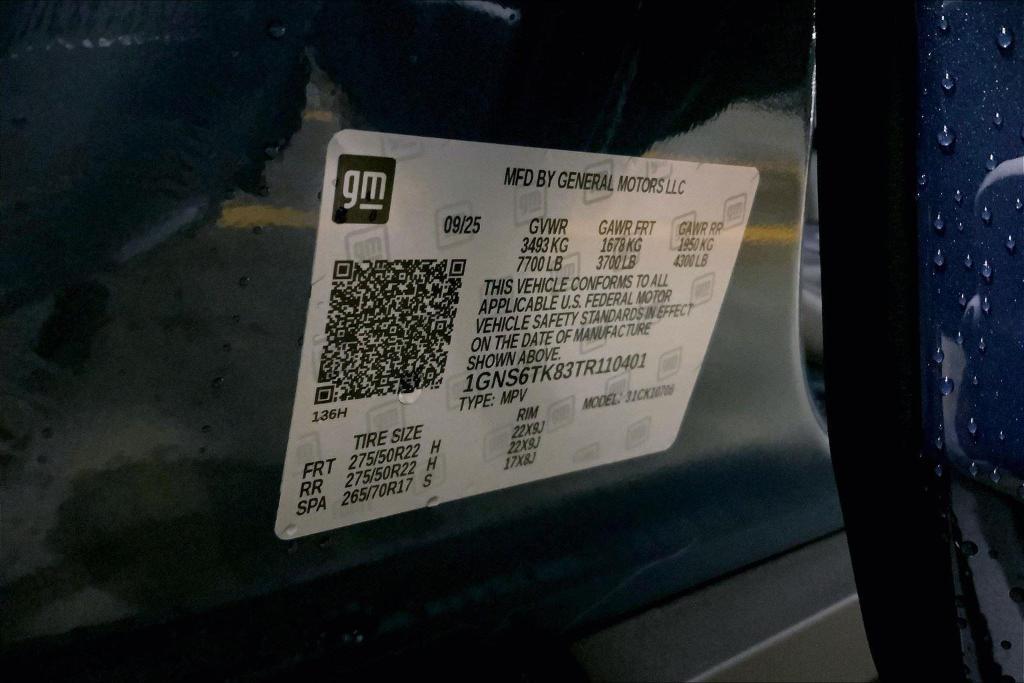 gm
MFD BY GENERAL MOTORS LLC
09/25 GVWR GAWR FRT GAWR RR
3493 KG 1678 KG 1950 KG
7700 LB 3700 LB 4300 LB
THIS VEHICLE CONFORMS TO ALL
APPLICABLE U.S. FEDERAL MOTOR
VEHICLE SAFETY STANDARDS IN EFFECT
ON THE DATE OF MANUFACTURE
SHOWN ABOVE.
1GNS6TK83TR110401
TYPE: MPV MODEL: 31CK10706
136H
TIRE SIZE RIM
FRT 275/50R22 H 22X9J
RR 275/50R22 H 22X9J
SPA 265/70R17 S 17X8J